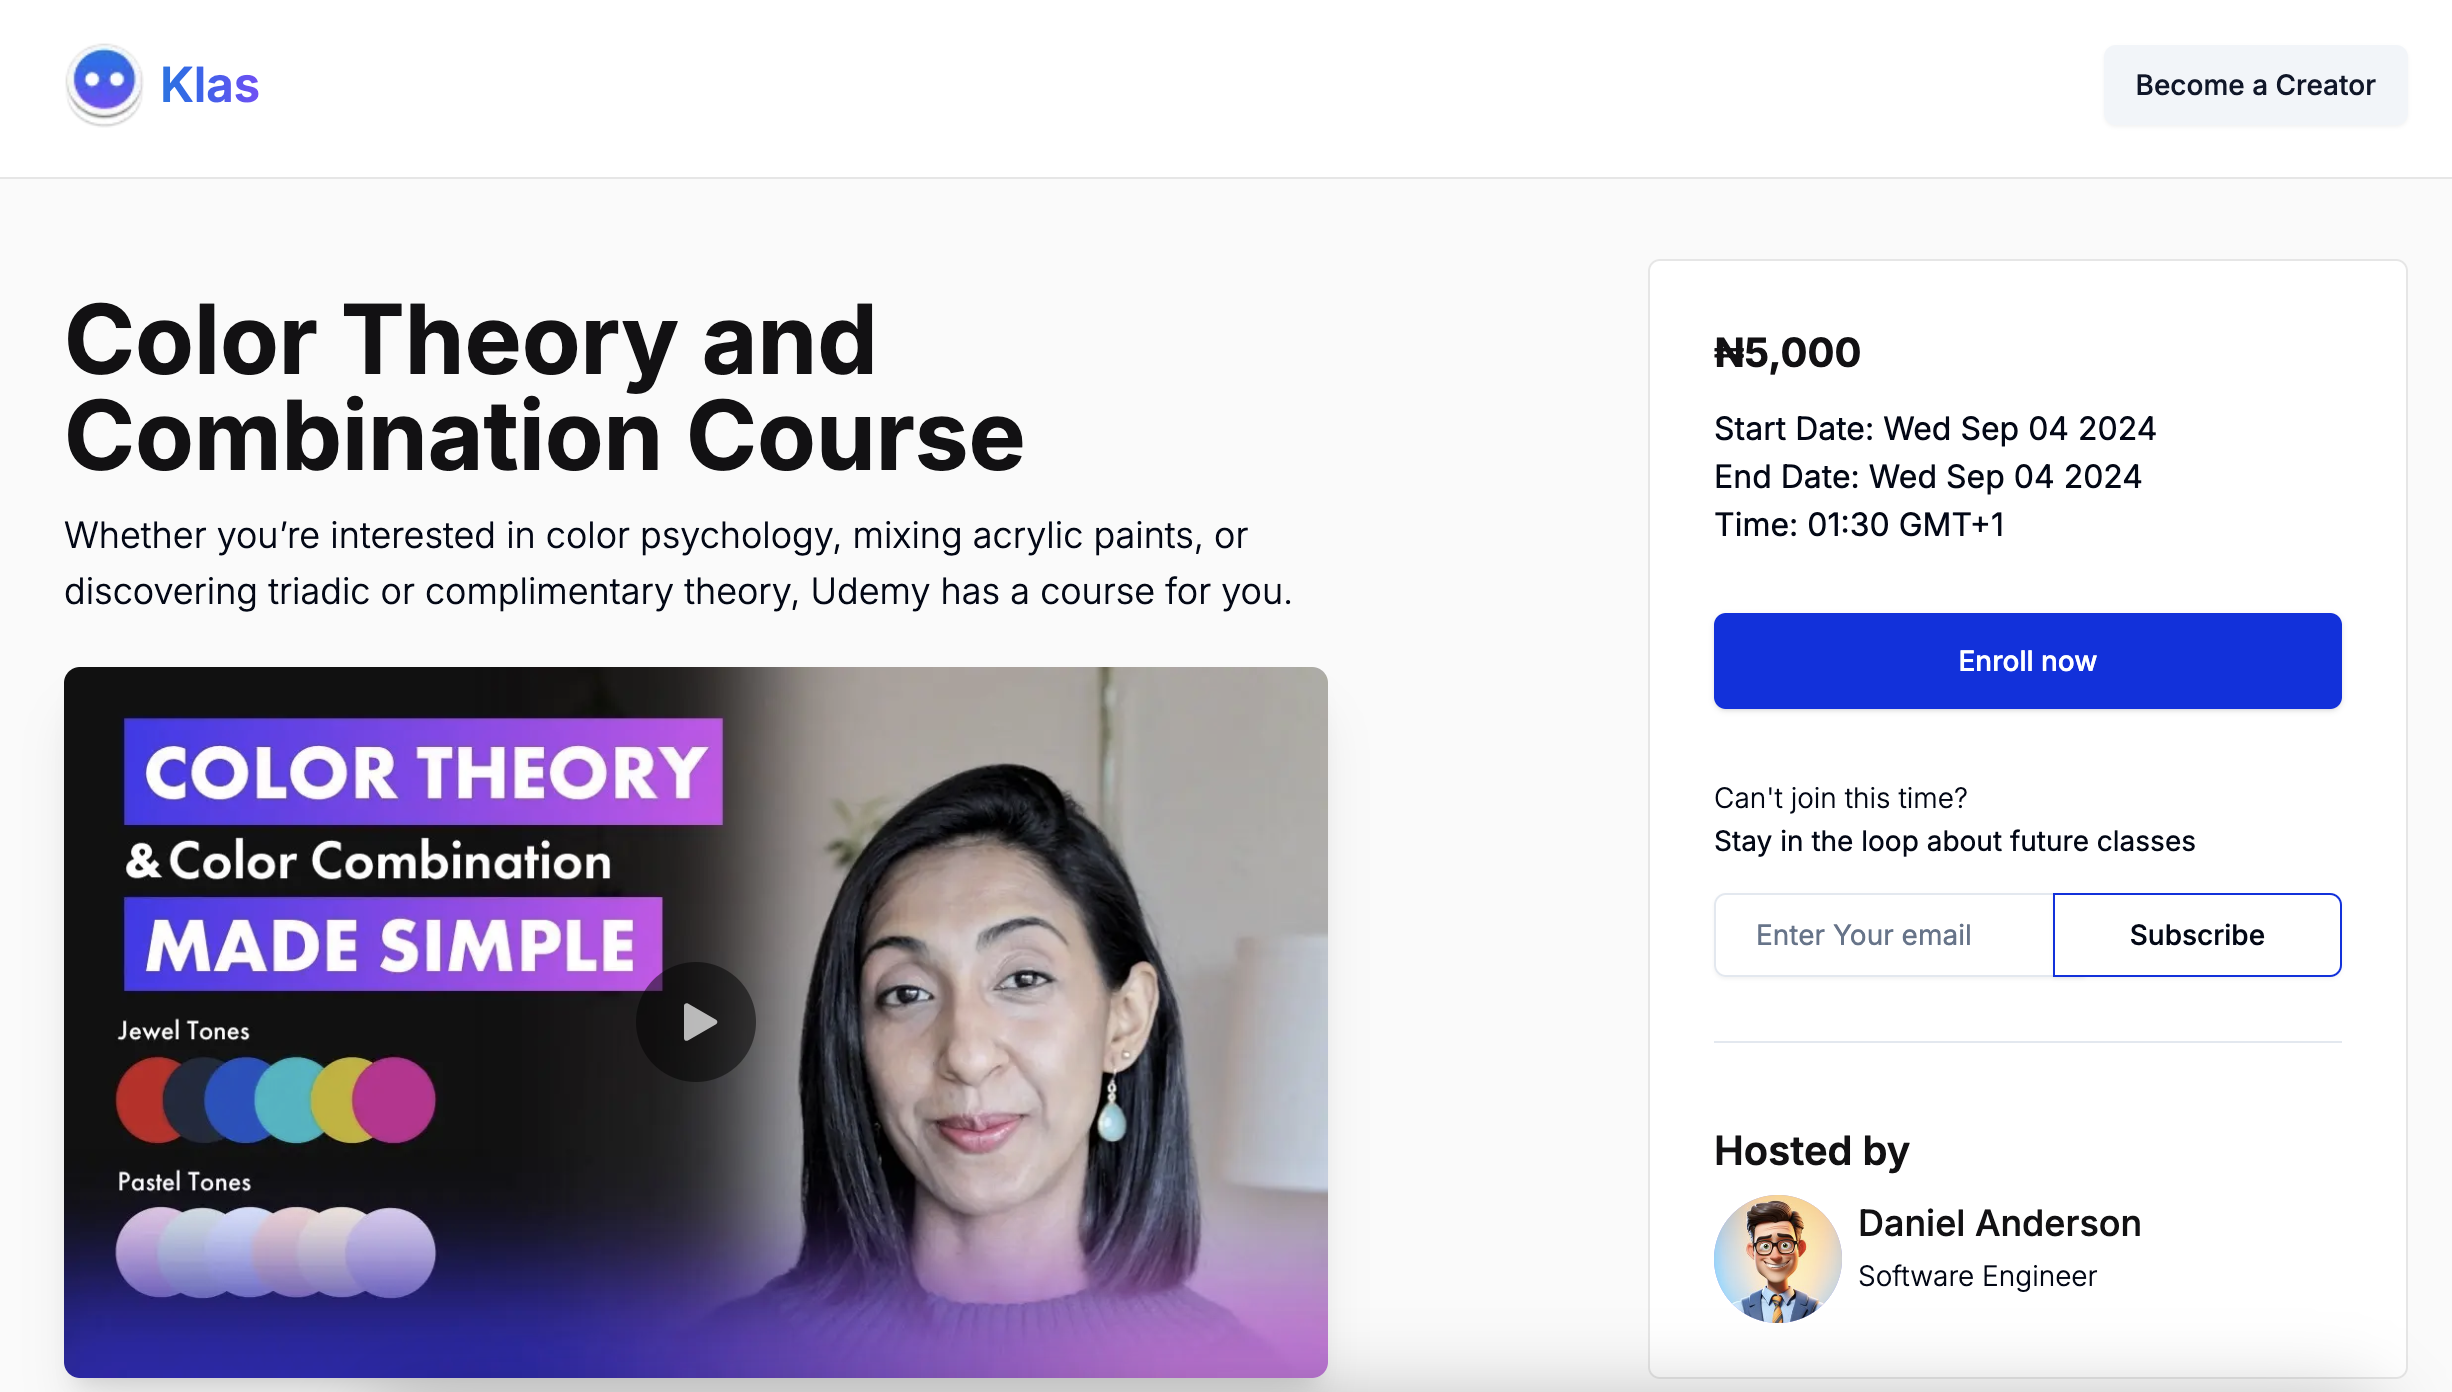 Klas
Become a Creator
Color Theory and
Combination Course
Whether you’re interested in color psychology, mixing acrylic paints, or
discovering triadic or complimentary theory, Udemy has a course for you.
COLOR THEORY
& Color Combination
MADE SIMPLE
Jewel Tones
Pastel Tones
₦5,000
Start Date: Wed Sep 04 2024
End Date: Wed Sep 04 2024
Time: 01:30 GMT+1
Enroll now
Can't join this time?
Stay in the loop about future classes
Enter Your email
Subscribe
Hosted by
Daniel Anderson
Software Engineer